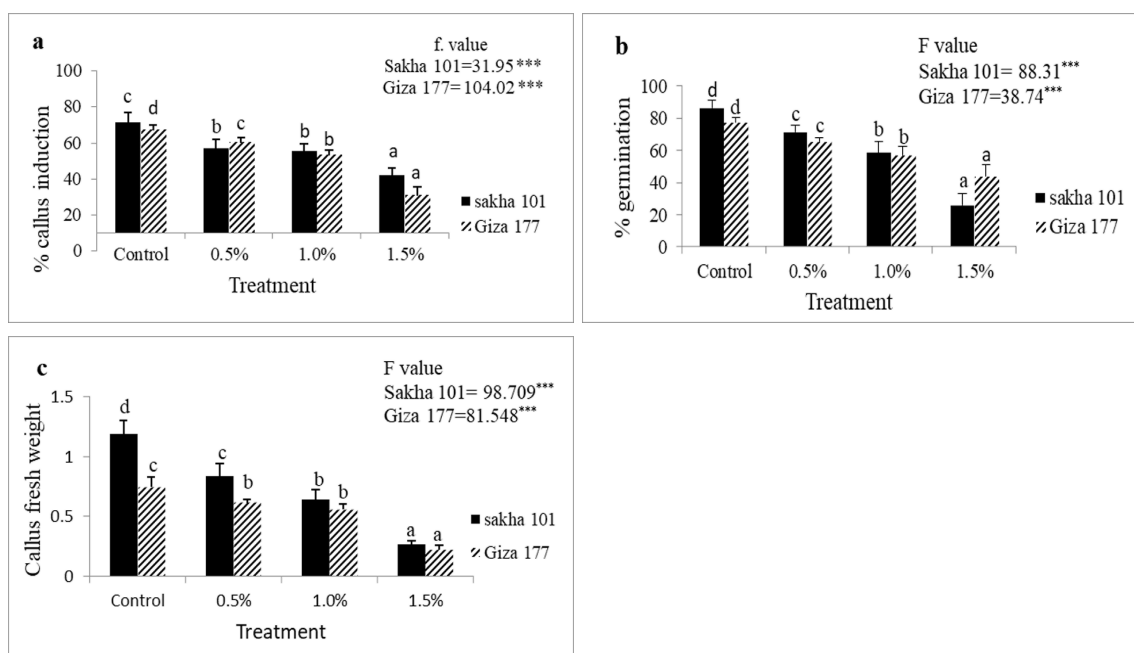 a
f. value
Sakha 101=31.95***
Giza 177=104.02***
% callus induction
100
80
60
40
20
0
c d
b c
b b
a a
Control 0.5% 1.0% 1.5%
Treatment
sakha 101
Giza 177
b
F value
Sakha 101= 88.31***
Giza 177=38.74***
% germination
100
80
60
40
20
0
d d
c c
b b
a a
Control 0.5% 1.0% 1.5%
Treatment
sakha 101
Giza 177
c
F value
Sakha 101= 98.709***
Giza 177=81.548***
Callus fresh weight
1.5
1
0.5
0
d c
c b
b b
a a
Control 0.5% 1.0% 1.5%
Treatment
sakha 101
Giza 177